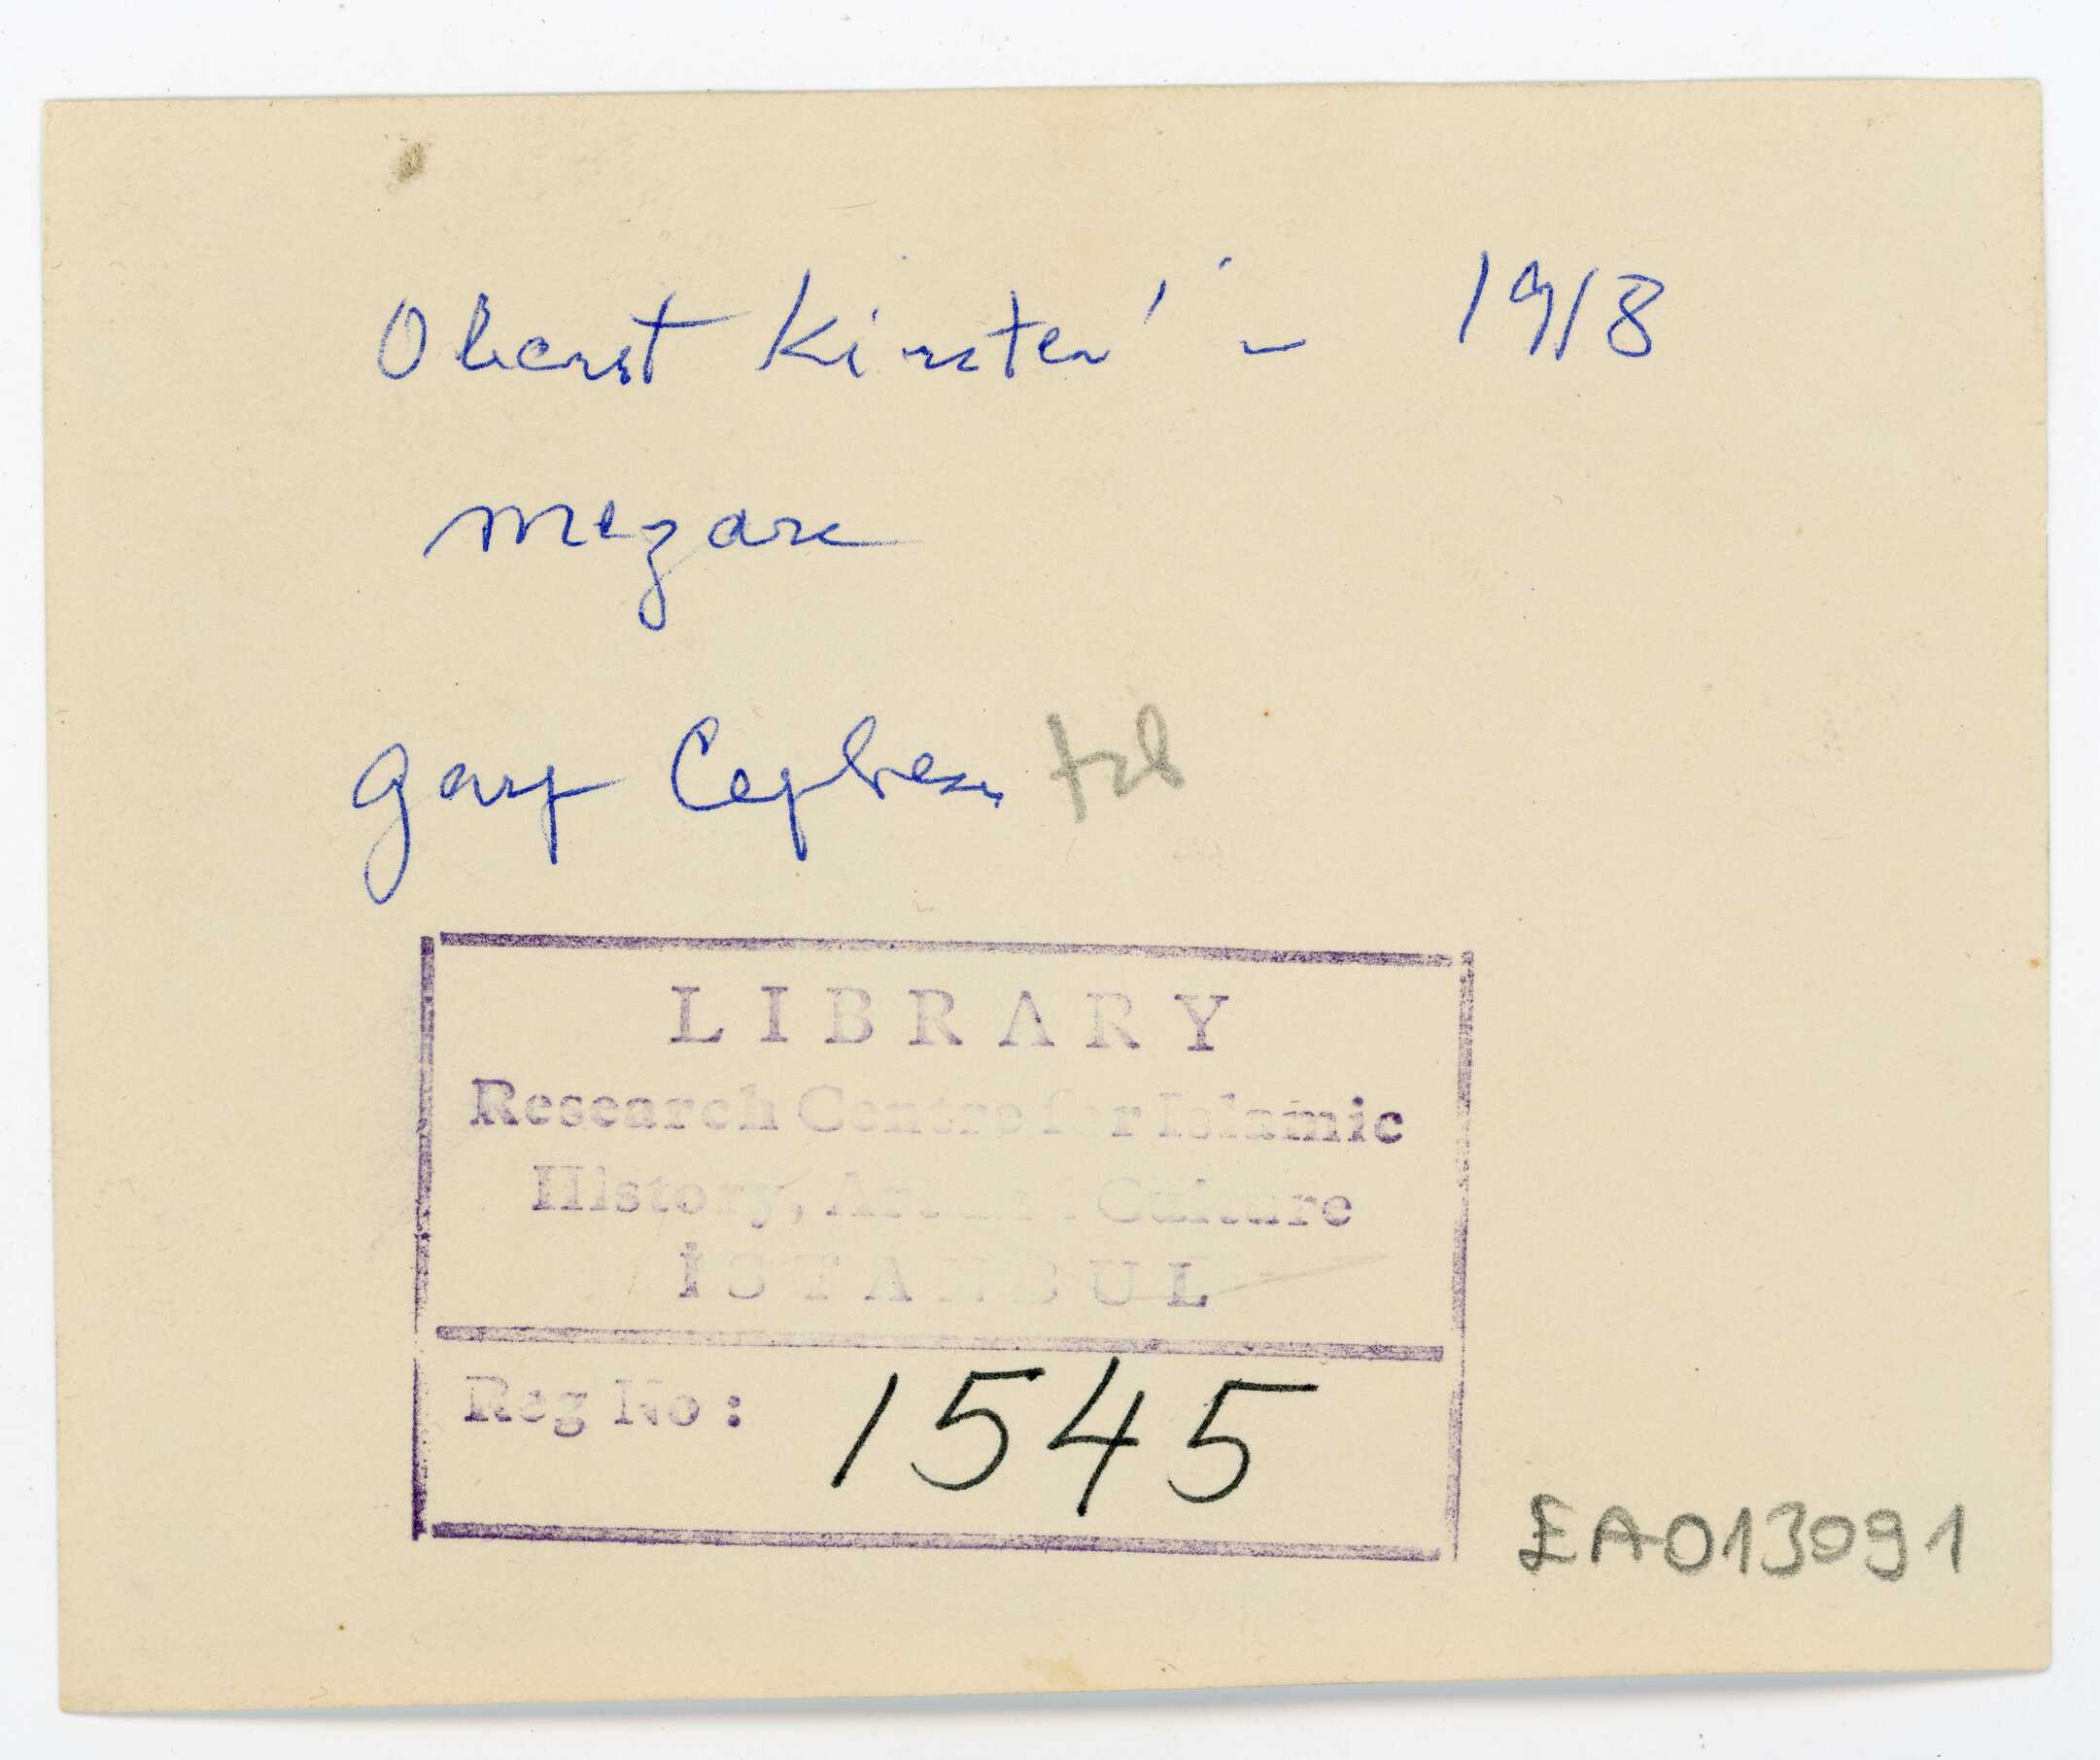 Oberst Kirsten'in 1918
mezarı
Garp Cephesi
LIBRARY
Research Centre for Islamic
History, Art and Culture
İSTANBUL
Reg No: 1545
EA013091